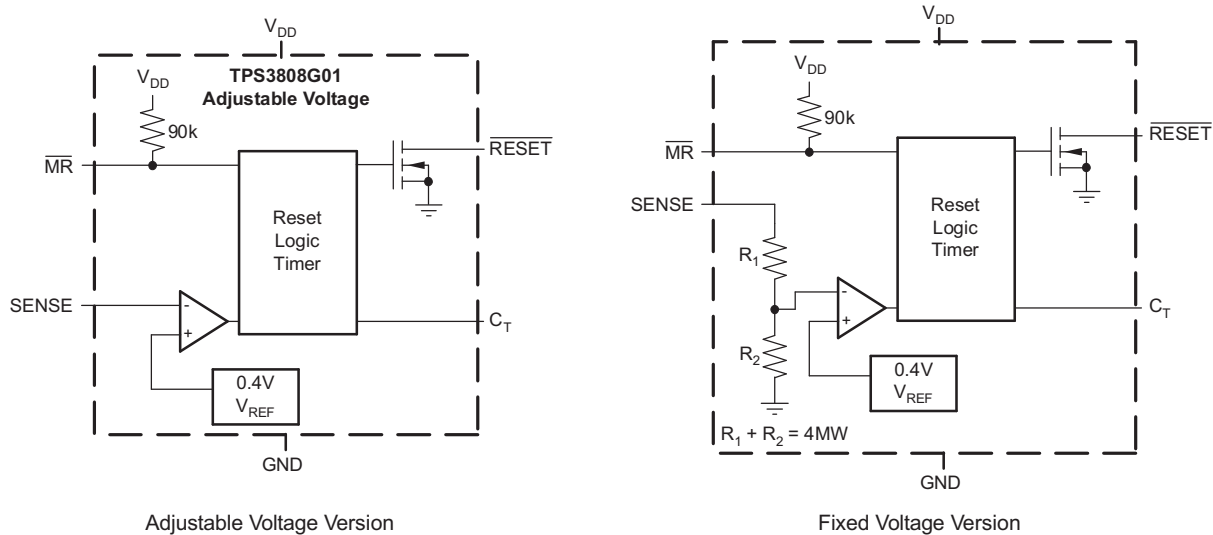 V_DD
TPS3808G01
Adjustable Voltage
V_DD
90k
MR
RESET
Reset
Logic
Timer
SENSE
-
+
C_T
0.4V
V_REF
GND
Adjustable Voltage Version
V_DD
V_DD
90k
MR
RESET
SENSE
Reset
Logic
Timer
R_1
-
+
C_T
R_2
0.4V
V_REF
R_1 + R_2 = 4MW
GND
Fixed Voltage Version